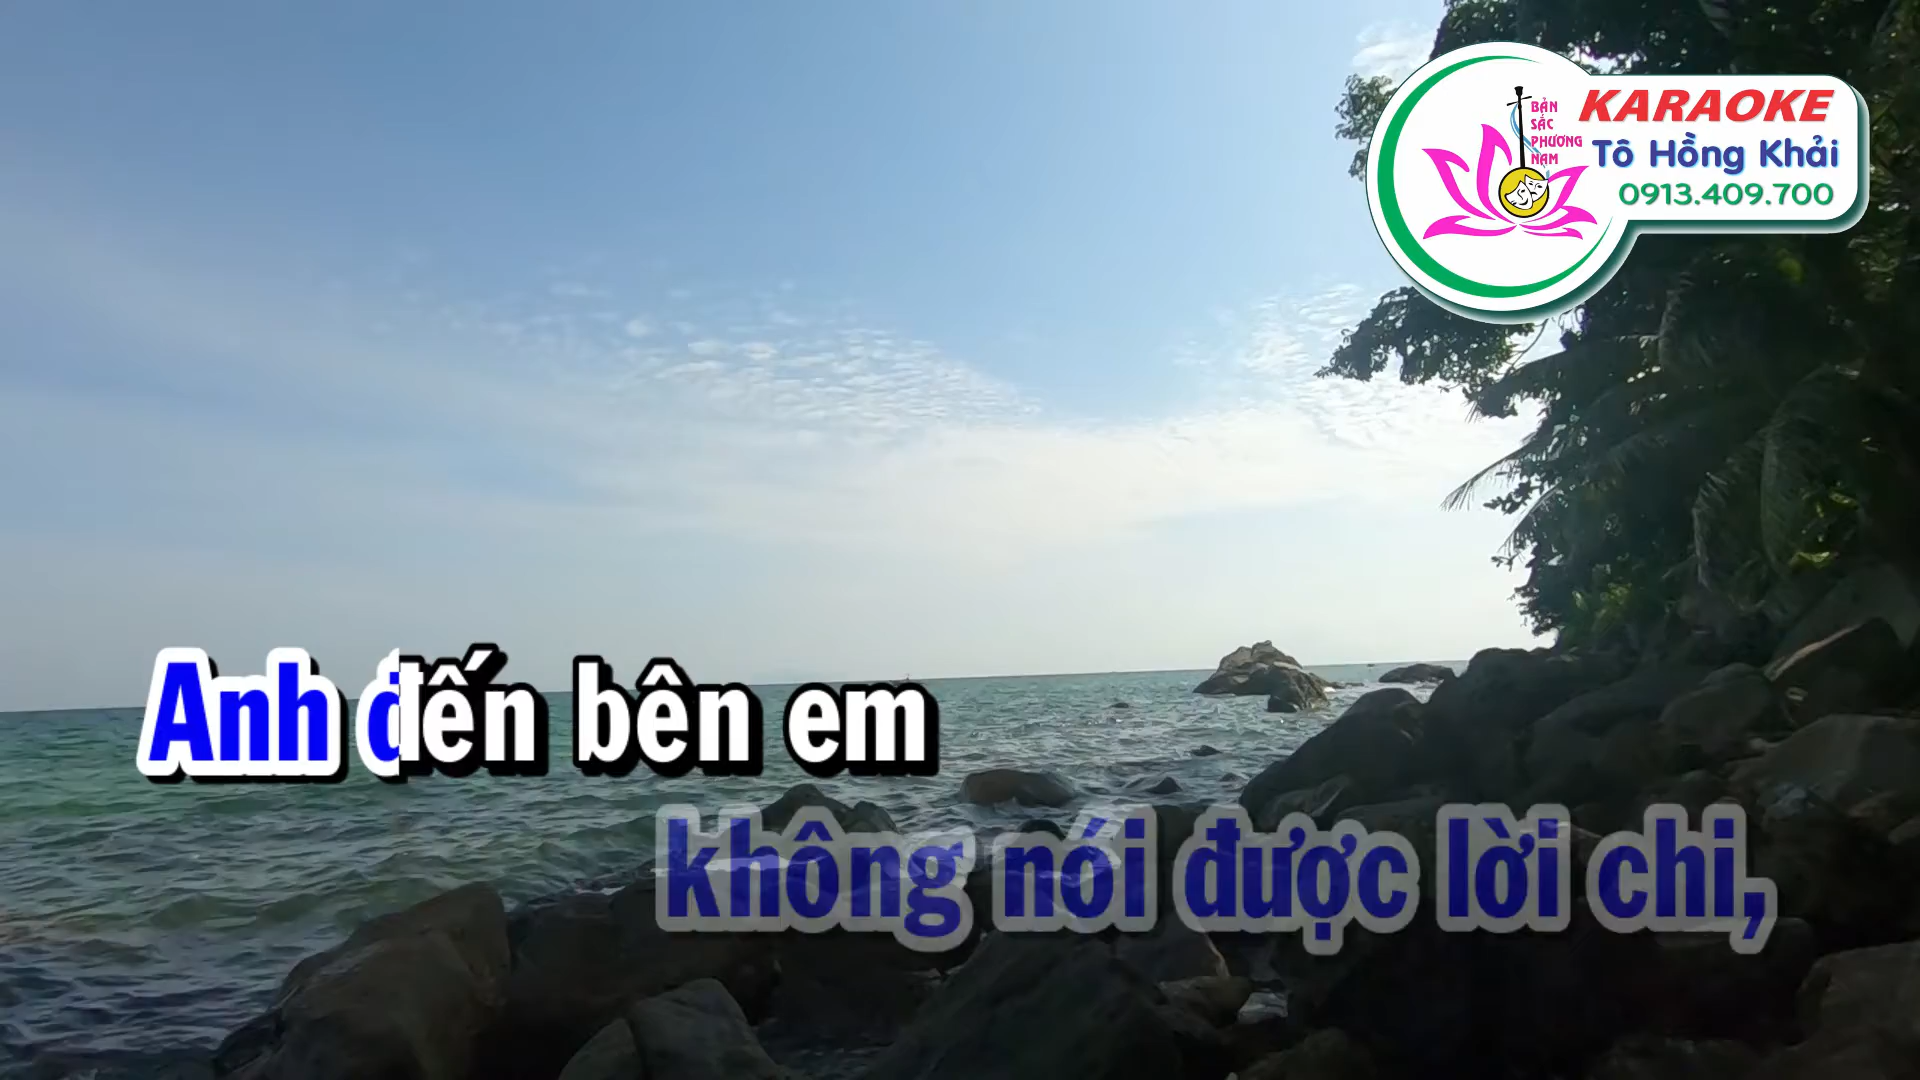 BẢN
SẮC
PHƯƠNG
NAM
KARAOKE
Tô Hồng Khải
0913.409.700
Anh đến bên em
không nói được lời chi,